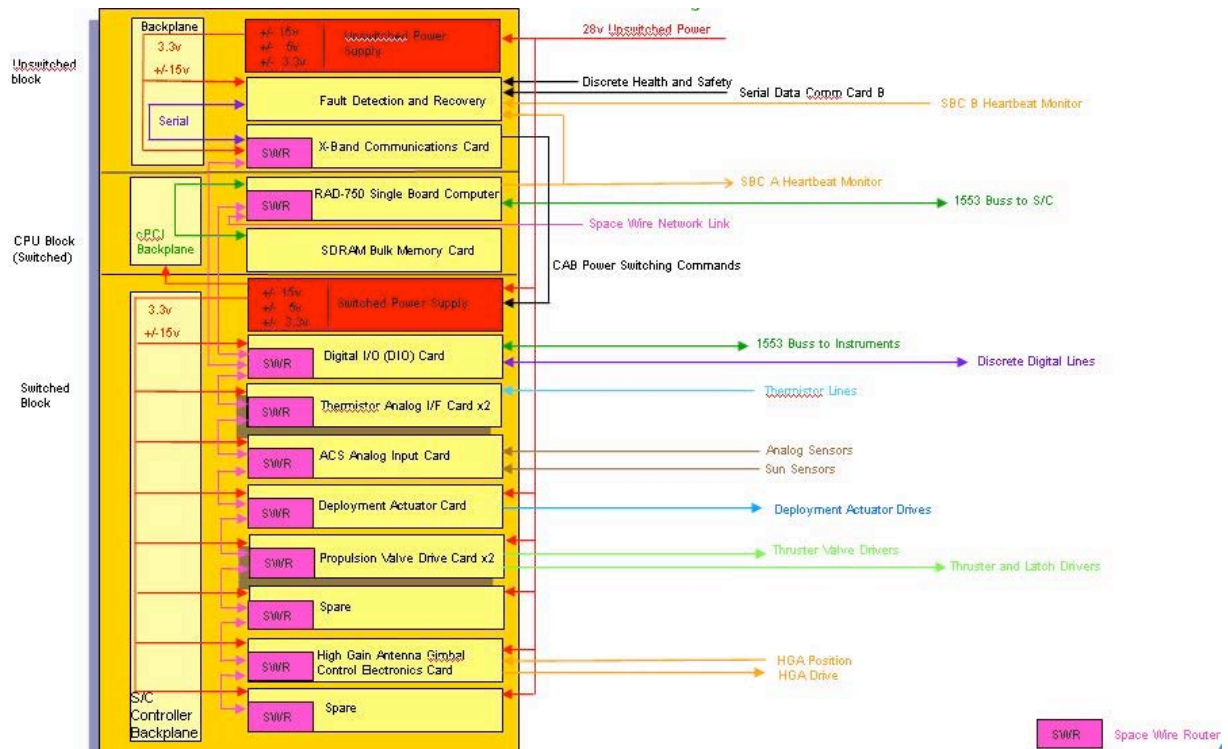 Backplane
3.3v
+/-15v
Unswitched
block
Serial
+/- 15v
+/- 5v
+/- 3.3v
Unswitched Power
Supply
28v Unswitched Power
Fault Detection and Recovery
Discrete Health and Safety
Serial Data Comm Card B
SBC B Heartbeat Monitor
SWR
X-Band Communications Card
CPU Block
(Switched)
cPCI
Backplane
SWR
RAD-750 Single Board Computer
SBC A Heartbeat Monitor
1553 Buss to S/C
Space Wire Network Link
SDRAM Bulk Memory Card
CAB Power Switching Commands
+/- 15v
+/- 5v
+/- 3.3v
Switched Power Supply
3.3v
+/-15v
Switched
Block
SWR
Digital I/O (DIO) Card
1553 Buss to Instruments
Discrete Digital Lines
SWR
Thermistor Analog I/F Card x2
Thermistor Lines
SWR
ACS Analog Input Card
Analog Sensors
Sun Sensors
SWR
Deployment Actuator Card
Deployment Actuator Drives
SWR
Propulsion Valve Drive Card x2
Thruster Valve Drivers
Thruster and Latch Drivers
SWR
Spare
SWR
High Gain Antenna Gimbal
Control Electronics Card
HGA Position
HGA Drive
SWR
Spare
S/C
Controller
Backplane
SWR
Space Wire Router